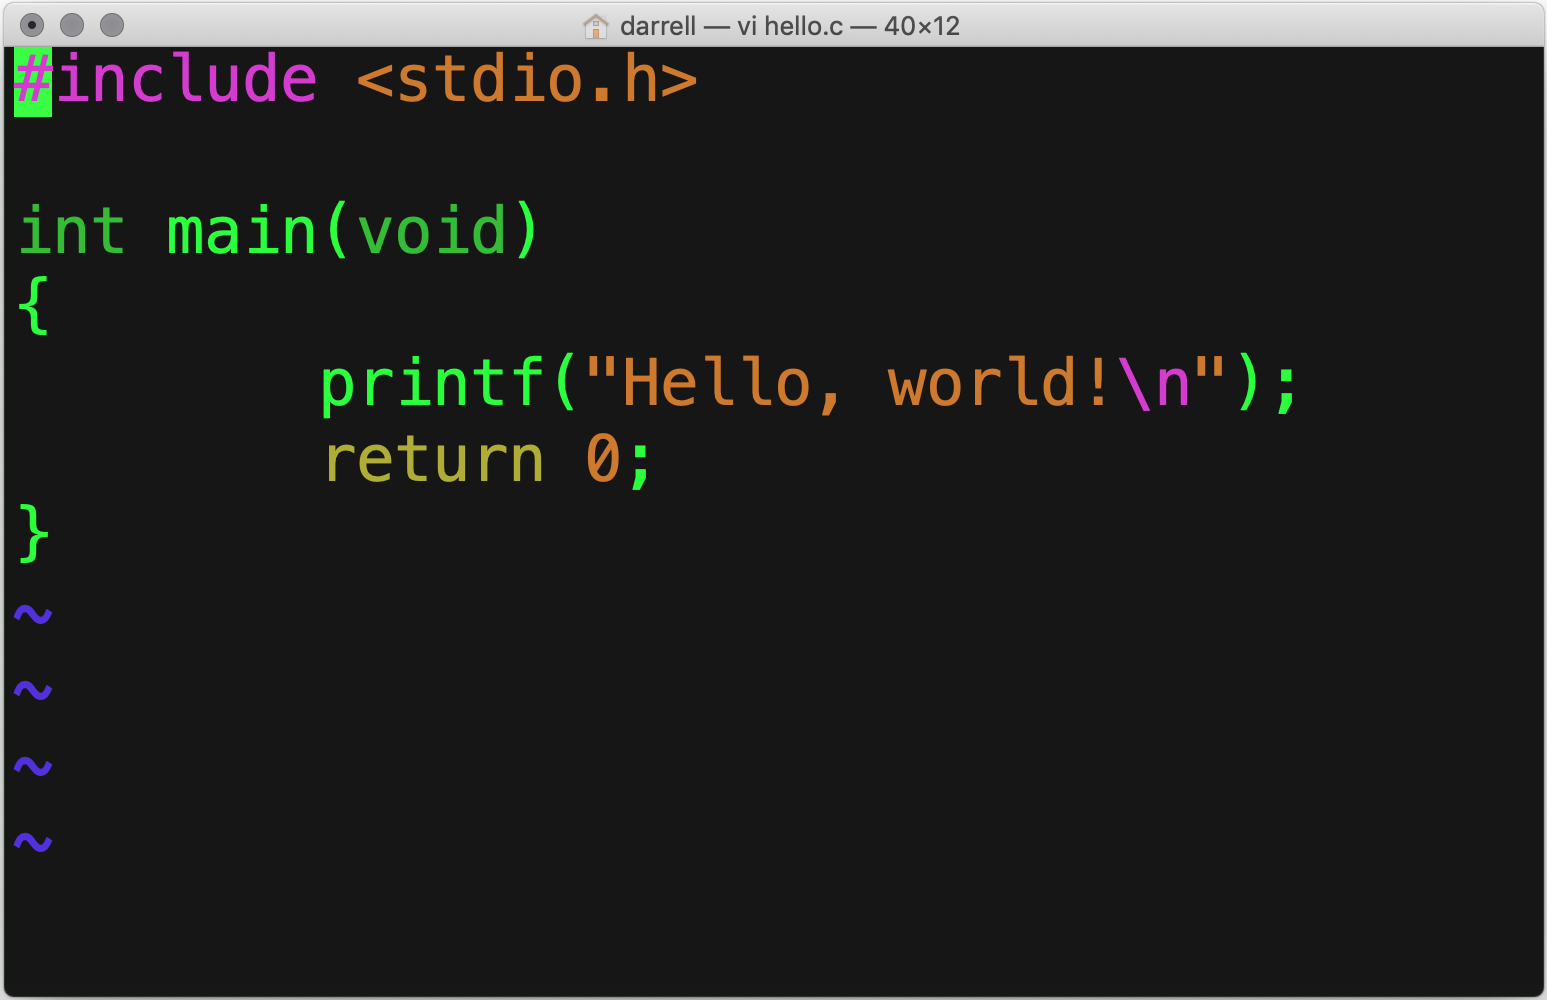 darrell — vi hello.c — 40×12
#include <stdio.h>

int main(void)
{
        printf("Hello, world!\n");
        return 0;
}
~
~
~
~